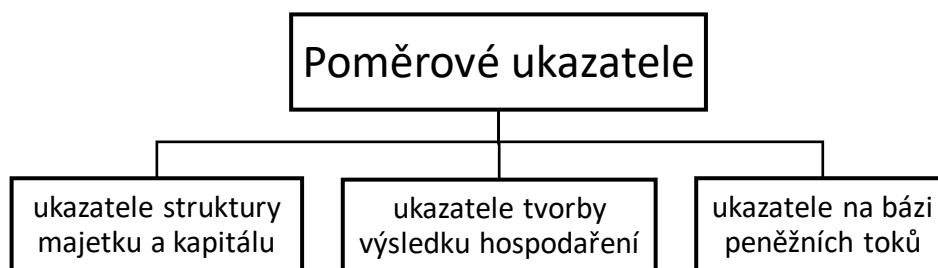 Poměrové ukazatele
ukazatele struktury
majetku a kapitálu
ukazatele tvorby
výsledku hospodaření
ukazatele na bázi
peněžních toků